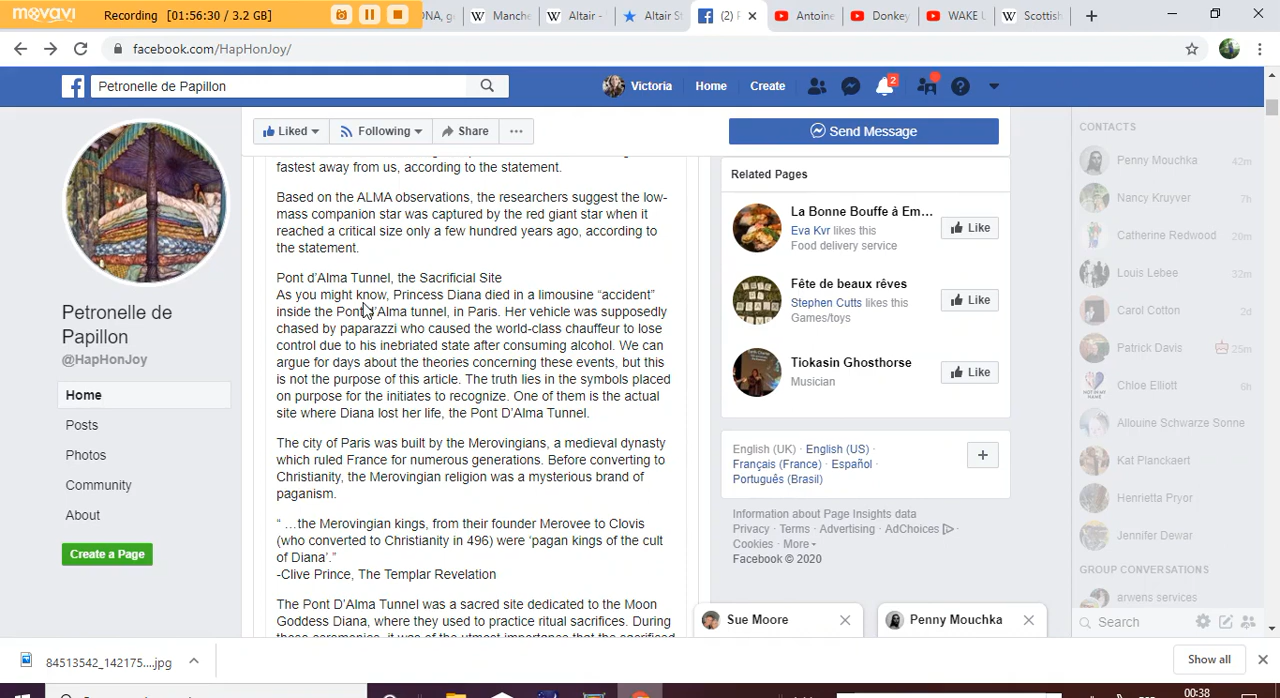 movavi
Recording [01:56:30 / 3.2 GB]
Manche
Altair -
Altair S
Antoine
Donkey
WAKE U
Scottish
facebook.com/HapHonJoy/
Petronelle de Papillon
Victoria
Home
Create
2
Liked
Following
Share
Send Message
CONTACTS
Penny Mouchka 42m
Nancy Kruyver 7h
Catherine Redwood 20m
Louis Lebee 32m
Carol Cotton 2d
Patrick Davis 25m
Chloe Elliott 6h
Allouine Schwarze Sonne
Kat Planckaert
Henrietta Pryor
Jennifer Dewar
GROUP CONVERSATIONS
arwens services
Search
Petronelle de
Papillon
@HapHonJoy
Home
Posts
Photos
Community
About
Create a Page
fastest away from us, according to the statement.
Based on the ALMA observations, the researchers suggest the low-
mass companion star was captured by the red giant star when it
reached a critical size only a few hundred years ago, according to
the statement.
Pont d'Alma Tunnel, the Sacrificial Site
As you might know, Princess Diana died in a limousine “accident”
inside the Pont d'Alma tunnel, in Paris. Her vehicle was supposedly
chased by paparazzi who caused the world-class chauffeur to lose
control due to his inebriated state after consuming alcohol. We can
argue for days about the theories concerning these events, but this
is not the purpose of this article. The truth lies in the symbols placed
on purpose for the initiates to recognize. One of them is the actual
site where Diana lost her life, the Pont D'Alma Tunnel.
The city of Paris was built by the Merovingians, a medieval dynasty
which ruled France for numerous generations. Before converting to
Christianity, the Merovingian religion was a mysterious brand of
paganism.
“ …the Merovingian kings, from their founder Merovee to Clovis
(who converted to Christianity in 496) were ‘pagan kings of the cult
of Diana’.”
-Clive Prince, The Templar Revelation
The Pont D'Alma Tunnel was a sacred site dedicated to the Moon
Goddess Diana, where they used to practice ritual sacrifices. During
Related Pages
La Bonne Bouffe à Em...
Eva Kvr likes this
Food delivery service
Like
Fête de beaux rêves
Stephen Cutts likes this
Games/toys
Like
Tiokasin Ghosthorse
Musician
Like
English (UK) · English (US) ·
Français (France) · Español ·
Português (Brasil)
Information about Page Insights data
Privacy · Terms · Advertising · AdChoices ·
Cookies · More
Facebook © 2020
Sue Moore
Penny Mouchka
84513542_142175....jpg
Show all
00:38